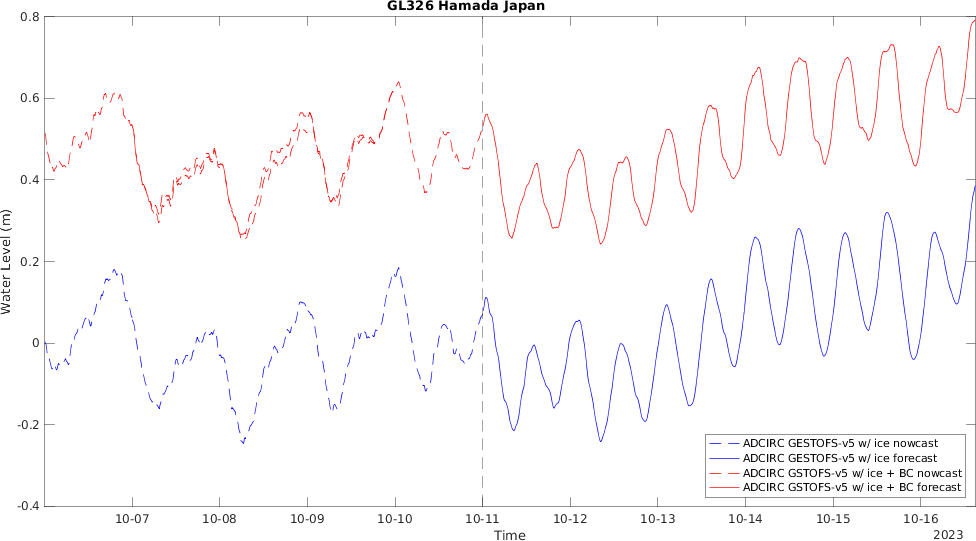 GL326 Hamada Japan
0.8
0.6
0.4
0.2
0
-0.2
-0.4
Water Level (m)
ADCIRC GESTOFS-v5 w/ ice nowcast
ADCIRC GESTOFS-v5 w/ ice forecast
ADCIRC GSTOFS-v5 w/ ice + BC nowcast
ADCIRC GSTOFS-v5 w/ ice + BC forecast
10-07 10-08 10-09 10-10 10-11 10-12 10-13 10-14 10-15 10-16
Time
2023